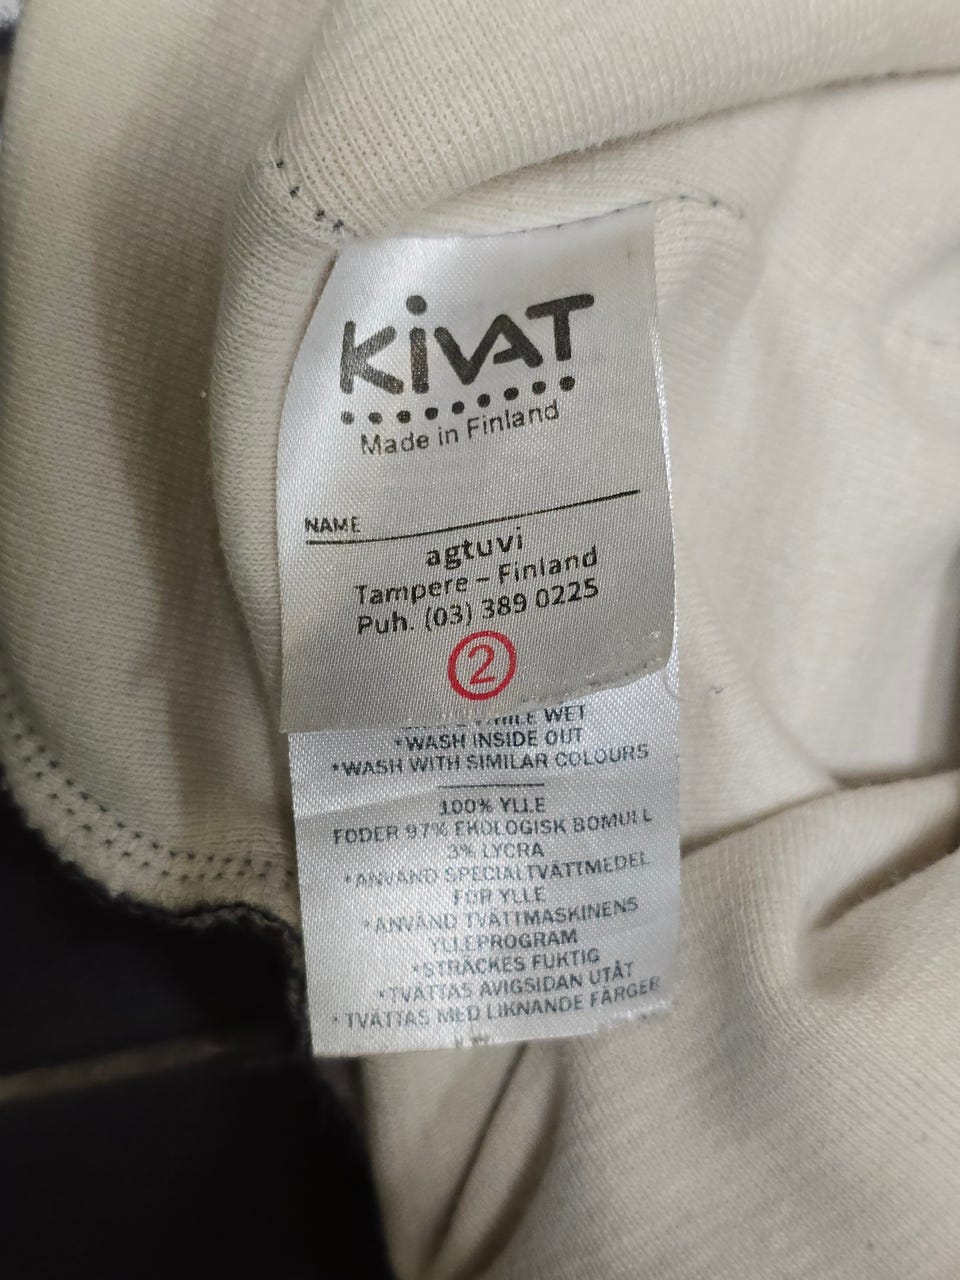 KiVAT
Made in Finland
NAME
agtuvi
Tampere – Finland
Puh. (03) 389 0225
2
WET
*WASH INSIDE OUT
*WASH WITH SIMILAR COLOURS
100% YLLE
FODER 97% EKOLOGISK BOMULL
3% LYCRA
*ANVÄND SPECIALTVÄTTMEDEL
FÖR YLLE
*ANVÄND TVÄTTMASKINENS
YLLEPROGRAM
*STRÄCKES FUKTIG
*TVÄTTAS AVIGSIDAN UTÅT
*TVÄTTAS MED LIKNANDE FÄRGER